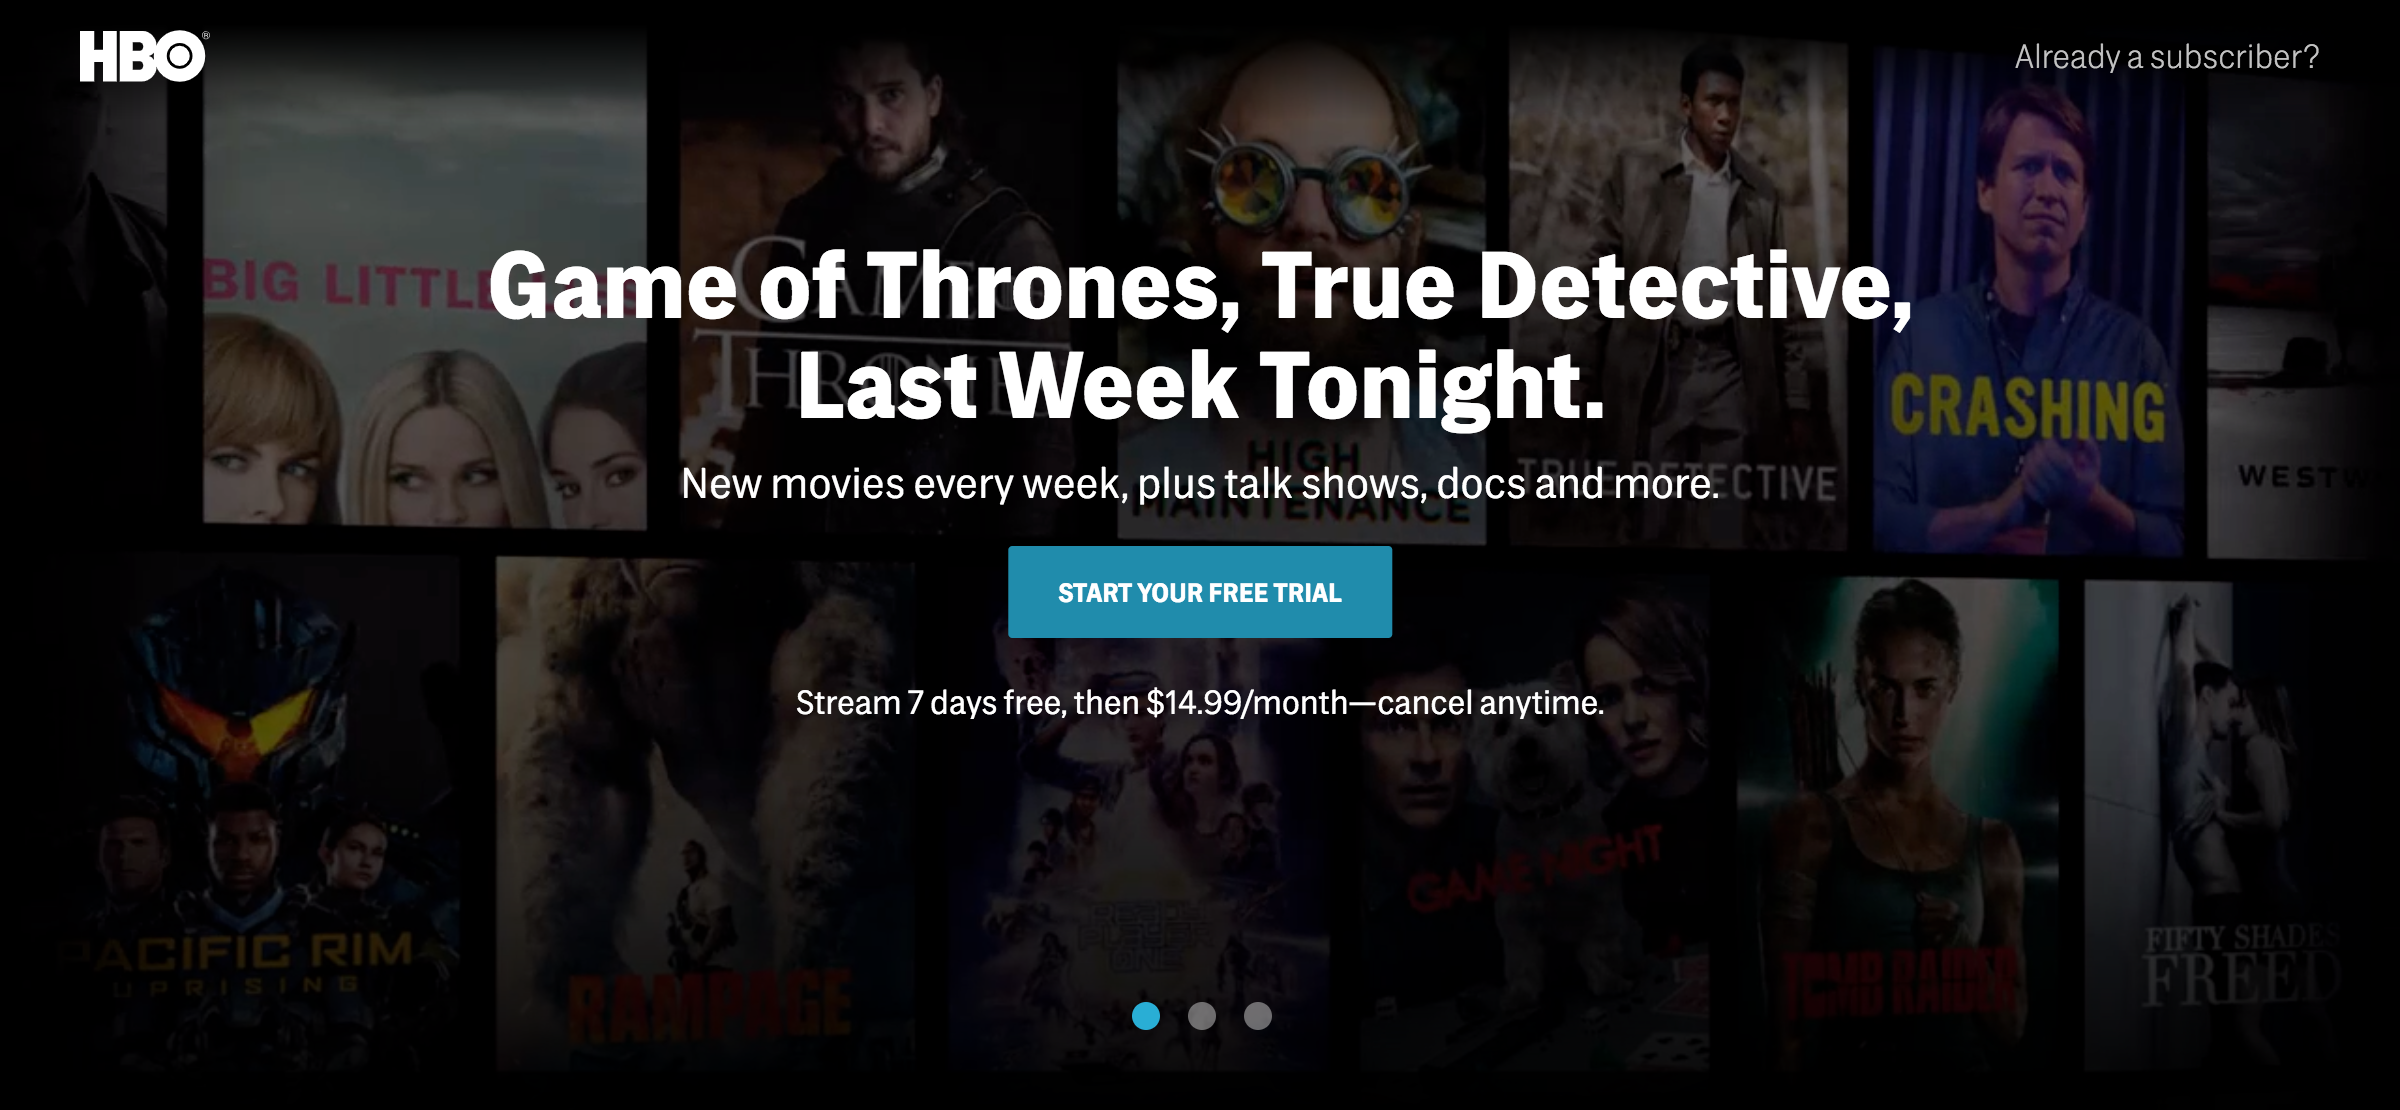 HBO®
Already a subscriber?
BIG LITTLE
GAME
THRONE
HIGH
MAINTENANCE
TRUE DETECTIVE
CRASHING
WESTW
Game of Thrones, True Detective,
Last Week Tonight.
New movies every week, plus talk shows, docs and more.
START YOUR FREE TRIAL
Stream 7 days free, then $14.99/month—cancel anytime.
PACIFIC RIM
UPRISING
RAMPAGE
READY
PLAYER
ONE
GAME NIGHT
TOMB RAIDER
FIFTY SHADES
FREED